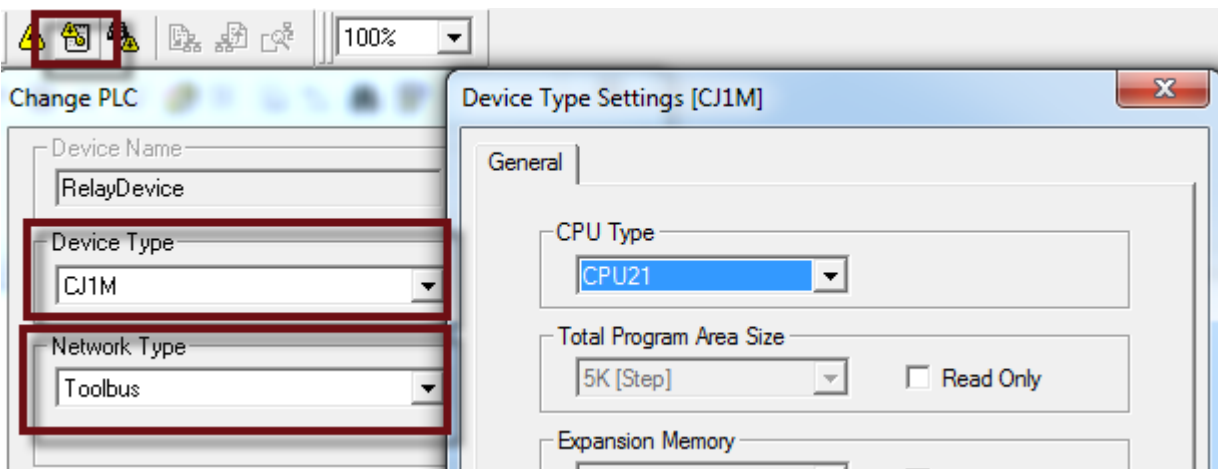 100%
Change PLC
Device Name
RelayDevice
Device Type
CJ1M
Network Type
Toolbus
Device Type Settings [CJ1M]
General
CPU Type
CPU21
Total Program Area Size
5K [Step]
Read Only
Expansion Memory